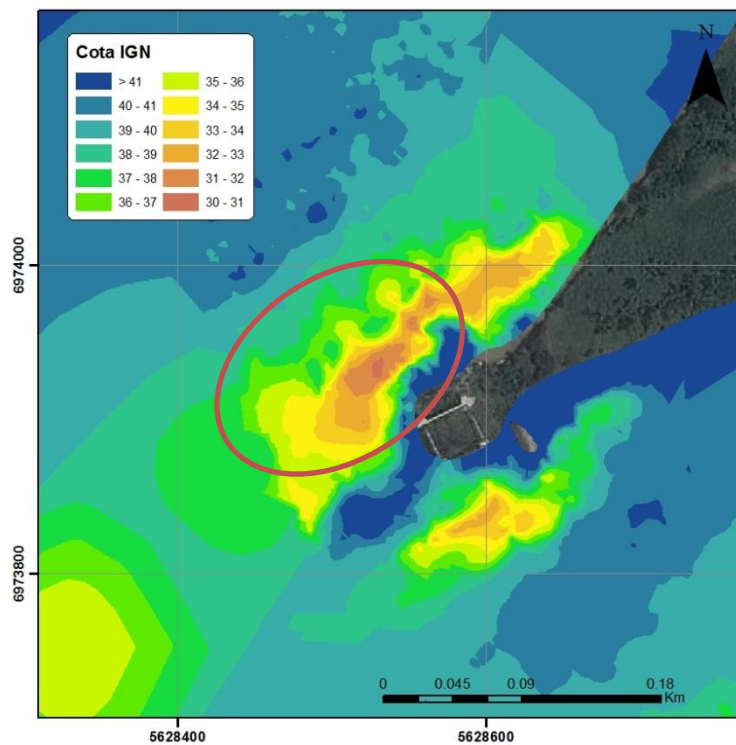 Cota IGN
> 41
40 - 41
39 - 40
38 - 39
37 - 38
36 - 37
35 - 36
34 - 35
33 - 34
32 - 33
31 - 32
30 - 31
N
6974000
6973800
0 0.045 0.09 0.18
Km
5628400 5628600